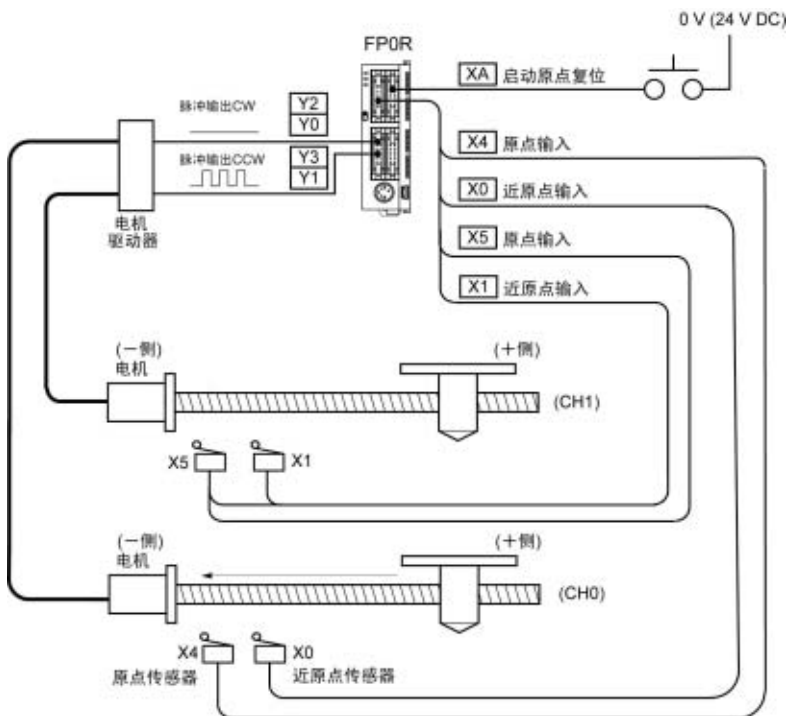 0 V (24 V DC)
FP0R
XA 启动原点复位
脉冲输出CW
Y2
Y0
X4 原点输入
脉冲输出CCW
Y3
Y1
X0 近原点输入
电机
驱动器
X5 原点输入
X1 近原点输入
(一侧)
电机
(+侧)
(CH1)
X5
X1
(一侧)
电机
(+侧)
(CH0)
X4
原点传感器
X0
近原点传感器